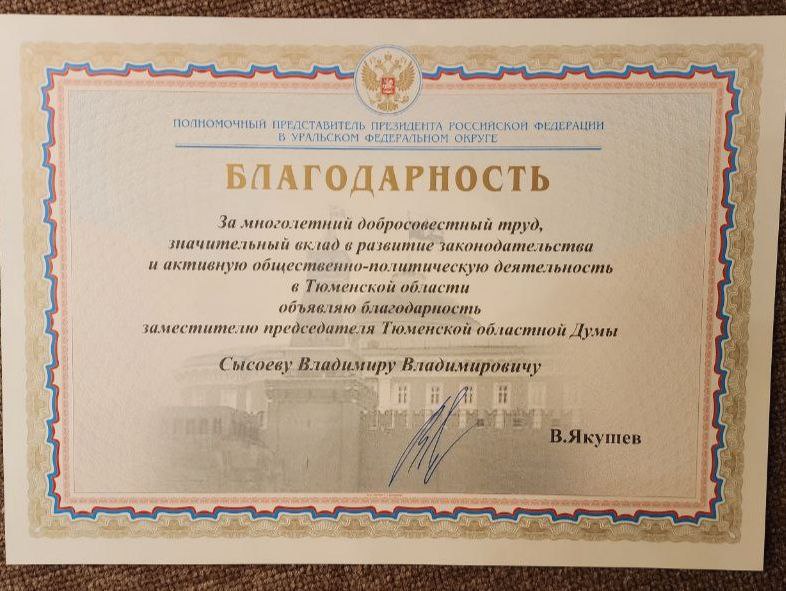 ПОЛНОМОЧНЫЙ ПРЕДСТАВИТЕЛЬ ПРЕЗИДЕНТА РОССИЙСКОЙ ФЕДЕРАЦИИ
В УРАЛЬСКОМ ФЕДЕРАЛЬНОМ ОКРУГЕ
БЛАГОДАРНОСТЬ
За многолетний добросовестный труд,
значительный вклад в развитие законодательства
и активную общественно-политическую деятельность
в Тюменской области
объявляю благодарность
заместителю председателя Тюменской областной Думы
Сысоеву Владимиру Владимировичу
В.Якушев